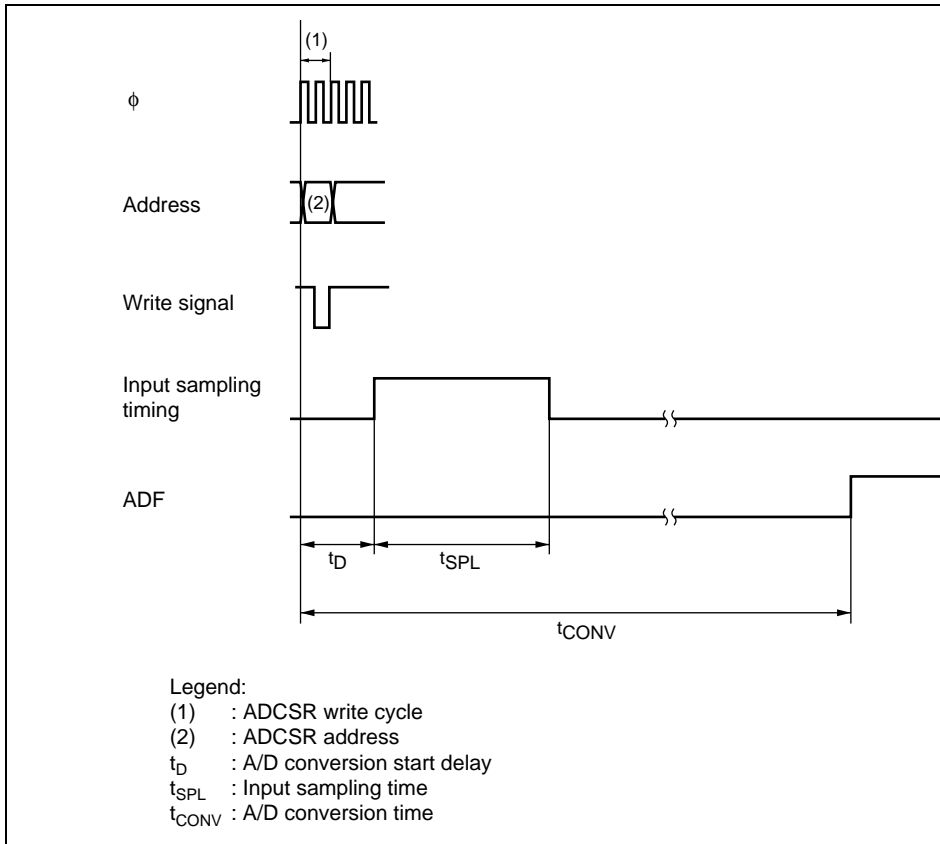 (1)
ϕ
Address
(2)
Write signal
Input sampling
timing
ADF
tD
tSPL
tCONV
Legend:
(1) : ADCSR write cycle
(2) : ADCSR address
tD : A/D conversion start delay
tSPL : Input sampling time
tCONV : A/D conversion time